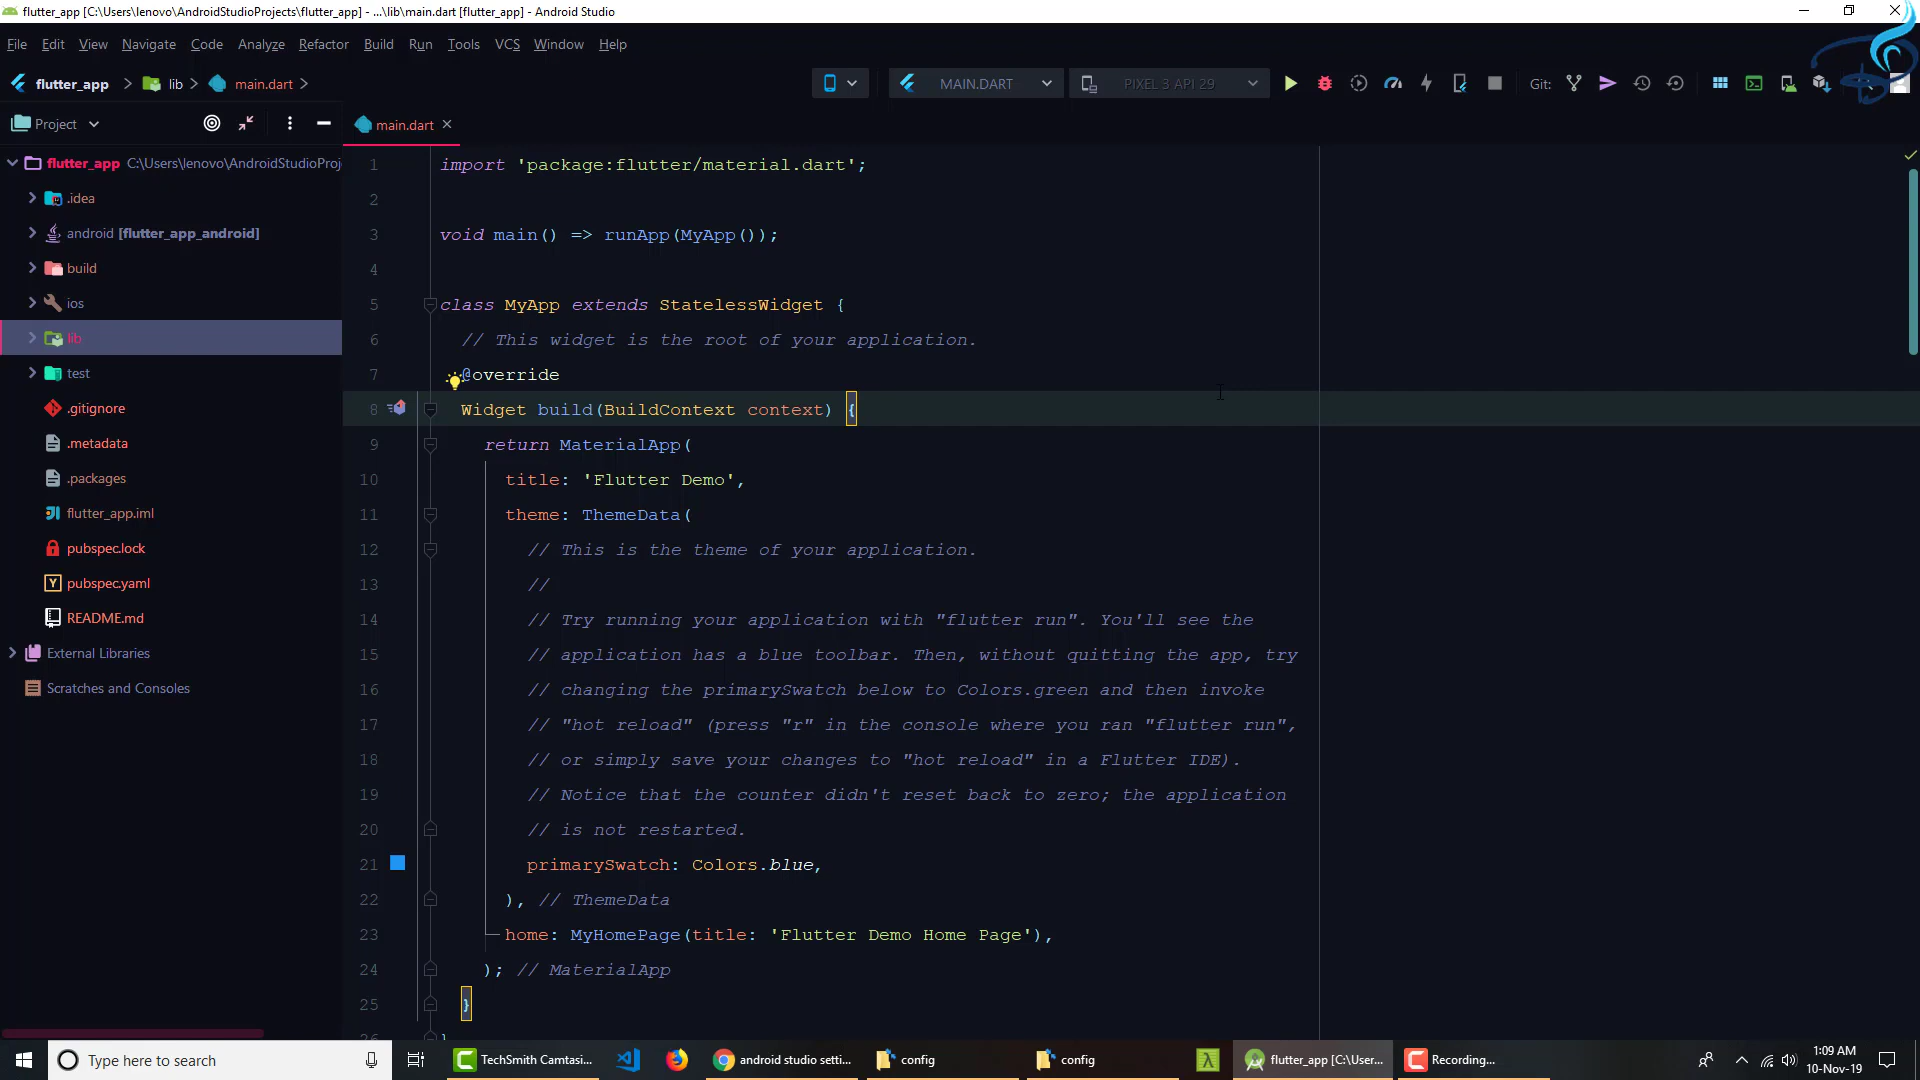 flutter_app [C:\Users\lenovo\AndroidStudioProjects\flutter_app] - ...\lib\main.dart [flutter_app] - Android Studio
File Edit View Navigate Code Analyze Refactor Build Run Tools VCS Window Help
flutter_app lib main.dart MAIN.DART PIXEL 3 API 29 Git:
Project main.dart
flutter_app C:\Users\lenovo\AndroidStudioProj
.idea
android [flutter_app_android]
build
ios
lib
test
.gitignore
.metadata
.packages
flutter_app.iml
pubspec.lock
pubspec.yaml
README.md
External Libraries
Scratches and Consoles
1 import 'package:flutter/material.dart';
2
3 void main() => runApp(MyApp());
4
5 class MyApp extends StatelessWidget {
6 // This widget is the root of your application.
7 @override
8 Widget build(BuildContext context) {
9 return MaterialApp(
10 title: 'Flutter Demo',
11 theme: ThemeData(
12 // This is the theme of your application.
13 //
14 // Try running your application with "flutter run". You'll see the
15 // application has a blue toolbar. Then, without quitting the app, try
16 // changing the primarySwatch below to Colors.green and then invoke
17 // "hot reload" (press "r" in the console where you ran "flutter run",
18 // or simply save your changes to "hot reload" in a Flutter IDE).
19 // Notice that the counter didn't reset back to zero; the application
20 // is not restarted.
21 primarySwatch: Colors.blue,
22 ), // ThemeData
23 home: MyHomePage(title: 'Flutter Demo Home Page'),
24 ); // MaterialApp
25 }
Type here to search TechSmith Camtasi... android studio setti... config config flutter_app [C:\User... Recording... 1:09 AM
10-Nov-19